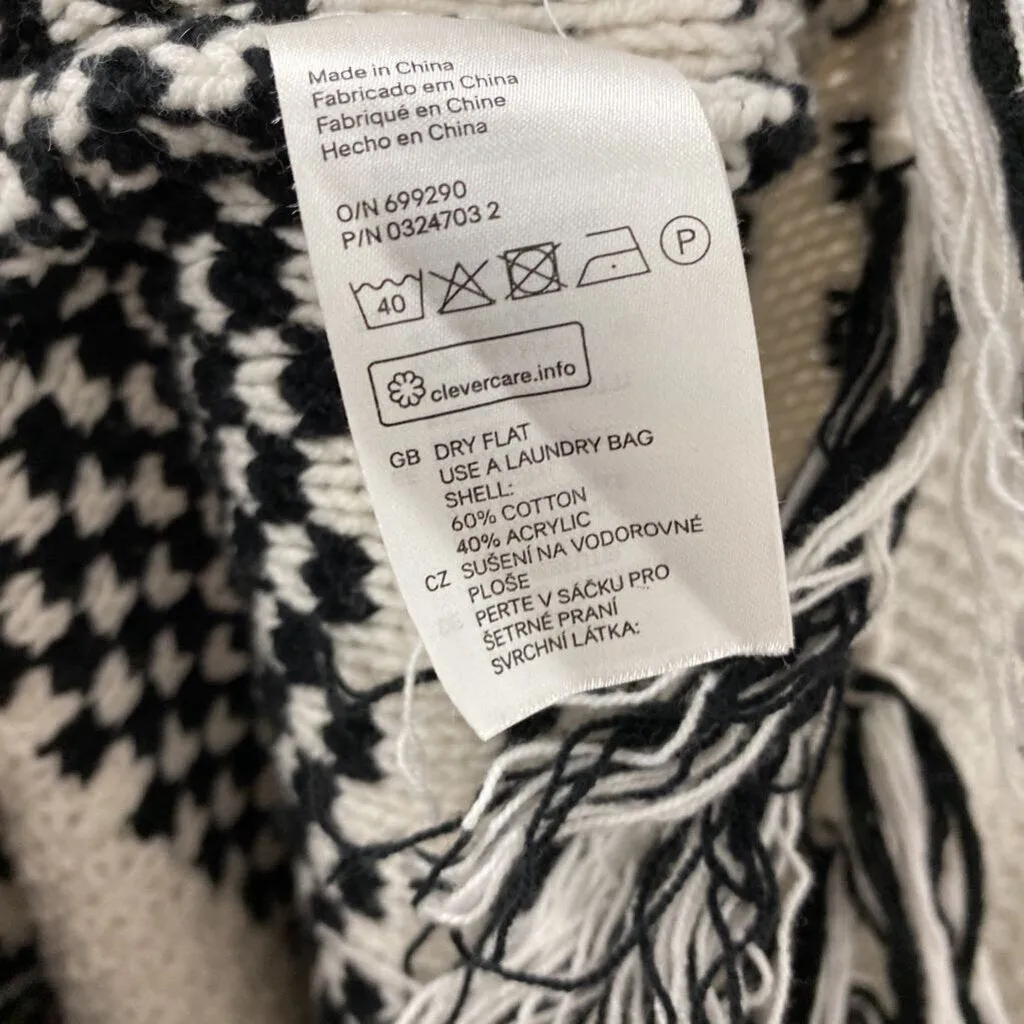 Made in China
Fabricado em China
Fabriqué en Chine
Hecho en China
O/N 699290
P/N 0324703 2
40 P
clevercare.info
GB DRY FLAT
USE A LAUNDRY BAG
SHELL:
60% COTTON
40% ACRYLIC
CZ SUŠENÍ NA VODOROVNÉ
PLOŠE
PERTE V SÁČKU PRO
ŠETRNÉ PRANÍ
SVRCHNÍ LÁTKA: